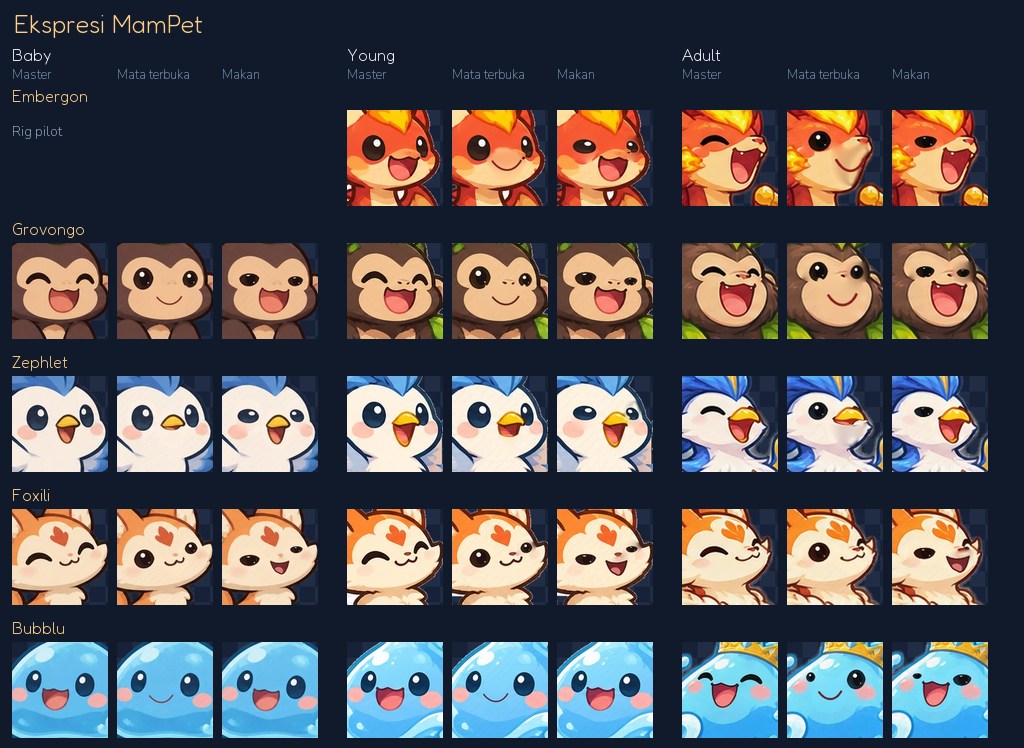 Ekspresi MamPet
Baby Young Adult
Master Mata terbuka Makan Master Mata terbuka Makan Master Mata terbuka Makan
Embergon
Rig pilot
Grovongo
Zephlet
Foxili
Bubblu